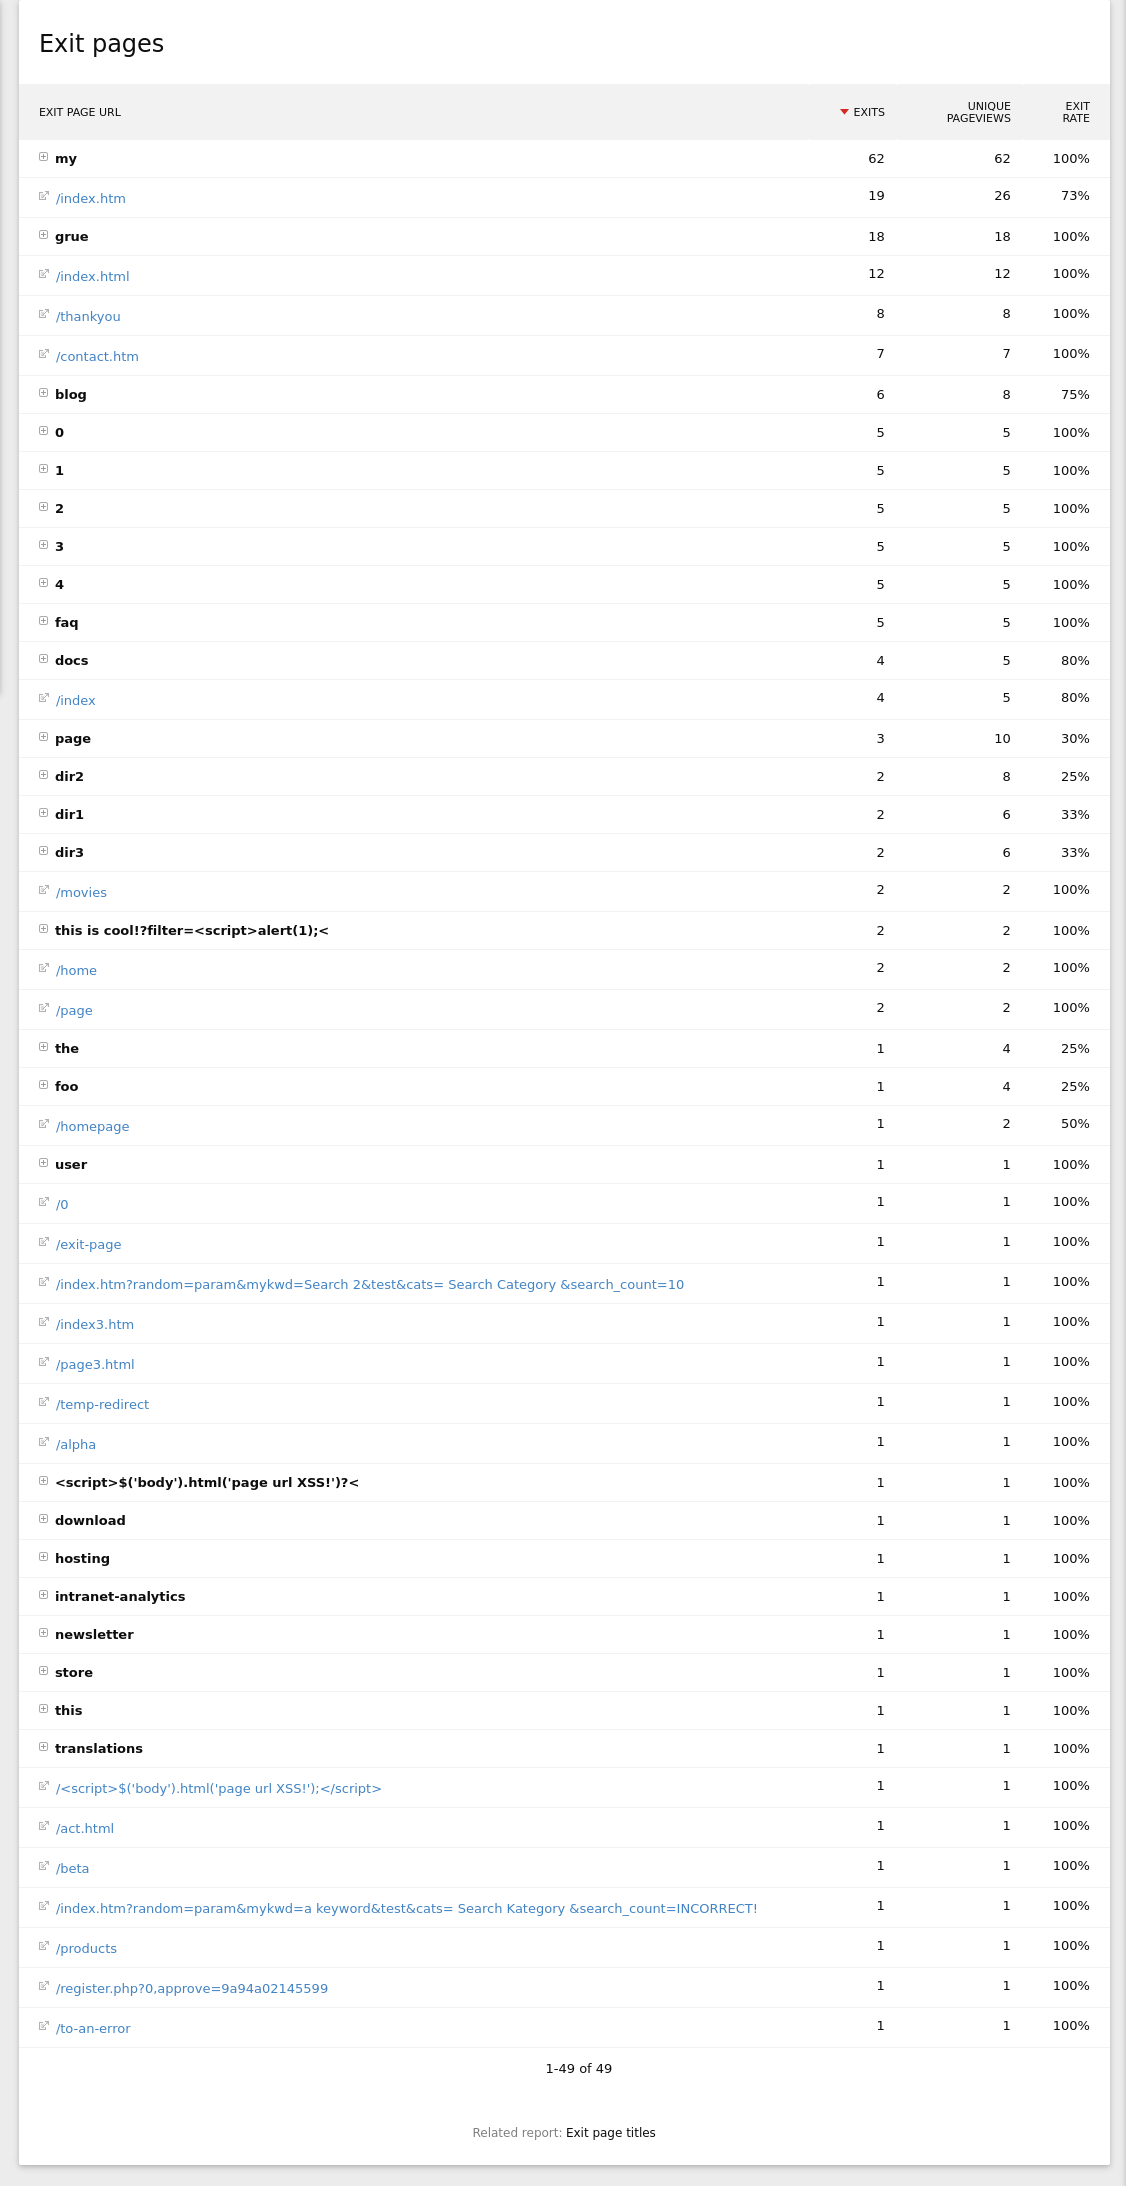 Exit pages
EXIT PAGE URL EXITS UNIQUE PAGEVIEWS EXIT RATE
my 62 62 100%
/index.htm 19 26 73%
grue 18 18 100%
/index.html 12 12 100%
/thankyou 8 8 100%
/contact.htm 7 7 100%
blog 6 8 75%
0 5 5 100%
1 5 5 100%
2 5 5 100%
3 5 5 100%
4 5 5 100%
faq 5 5 100%
docs 4 5 80%
/index 4 5 80%
page 3 10 30%
dir2 2 8 25%
dir1 2 6 33%
dir3 2 6 33%
/movies 2 2 100%
this is cool!?filter=<script>alert(1);< 2 2 100%
/home 2 2 100%
/page 2 2 100%
the 1 4 25%
foo 1 4 25%
/homepage 1 2 50%
user 1 1 100%
/0 1 1 100%
/exit-page 1 1 100%
/index.htm?random=param&mykwd=Search 2&test&cats= Search Category &search_count=10 1 1 100%
/index3.htm 1 1 100%
/page3.html 1 1 100%
/temp-redirect 1 1 100%
/alpha 1 1 100%
<script>$('body').html('page url XSS!')?< 1 1 100%
download 1 1 100%
hosting 1 1 100%
intranet-analytics 1 1 100%
newsletter 1 1 100%
store 1 1 100%
this 1 1 100%
translations 1 1 100%
/<script>$('body').html('page url XSS!');</script> 1 1 100%
/act.html 1 1 100%
/beta 1 1 100%
/index.htm?random=param&mykwd=a keyword&test&cats= Search Kategory &search_count=INCORRECT! 1 1 100%
/products 1 1 100%
/register.php?0,approve=9a94a02145599 1 1 100%
/to-an-error 1 1 100%
1-49 of 49
Related report: Exit page titles